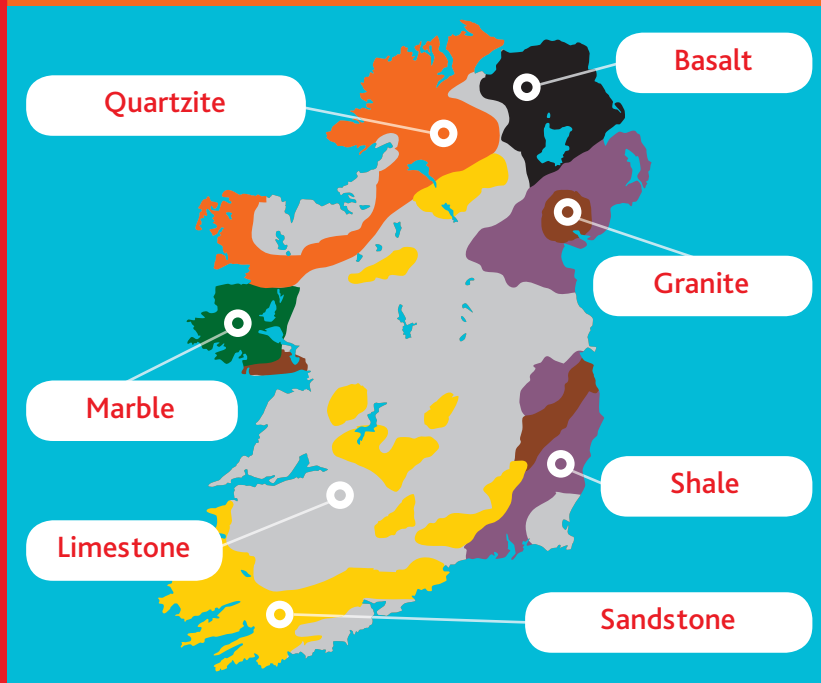 Basalt
Quartzite
Granite
Marble
Shale
Limestone
Sandstone